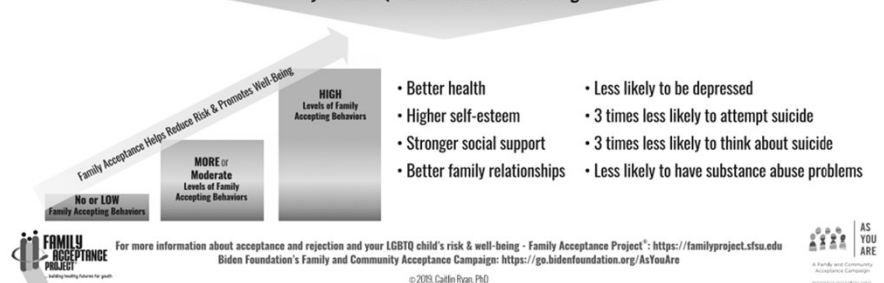 Family Acceptance Helps Reduce Risk & Promotes Well-Being
No or LOW
Family Accepting Behaviors
MORE or
Moderate
Levels of Family
Accepting Behaviors
HIGH
Levels of Family
Accepting Behaviors
• Better health
• Higher self-esteem
• Stronger social support
• Better family relationships
• Less likely to be depressed
• 3 times less likely to attempt suicide
• 3 times less likely to think about suicide
• Less likely to have substance abuse problems
FAMILY
ACCEPTANCE
PROJECT
building healthy futures for youth
For more information about acceptance and rejection and your LGBTQ child's risk & well-being - Family Acceptance Project®: https://familyproject.sfsu.edu
Biden Foundation's Family and Community Acceptance Campaign: https://go.bidenfoundation.org/AsYouAre
© 2019, Caitlin Ryan, PhD
AS
YOU
ARE
A Family and Community
Acceptance Campaign